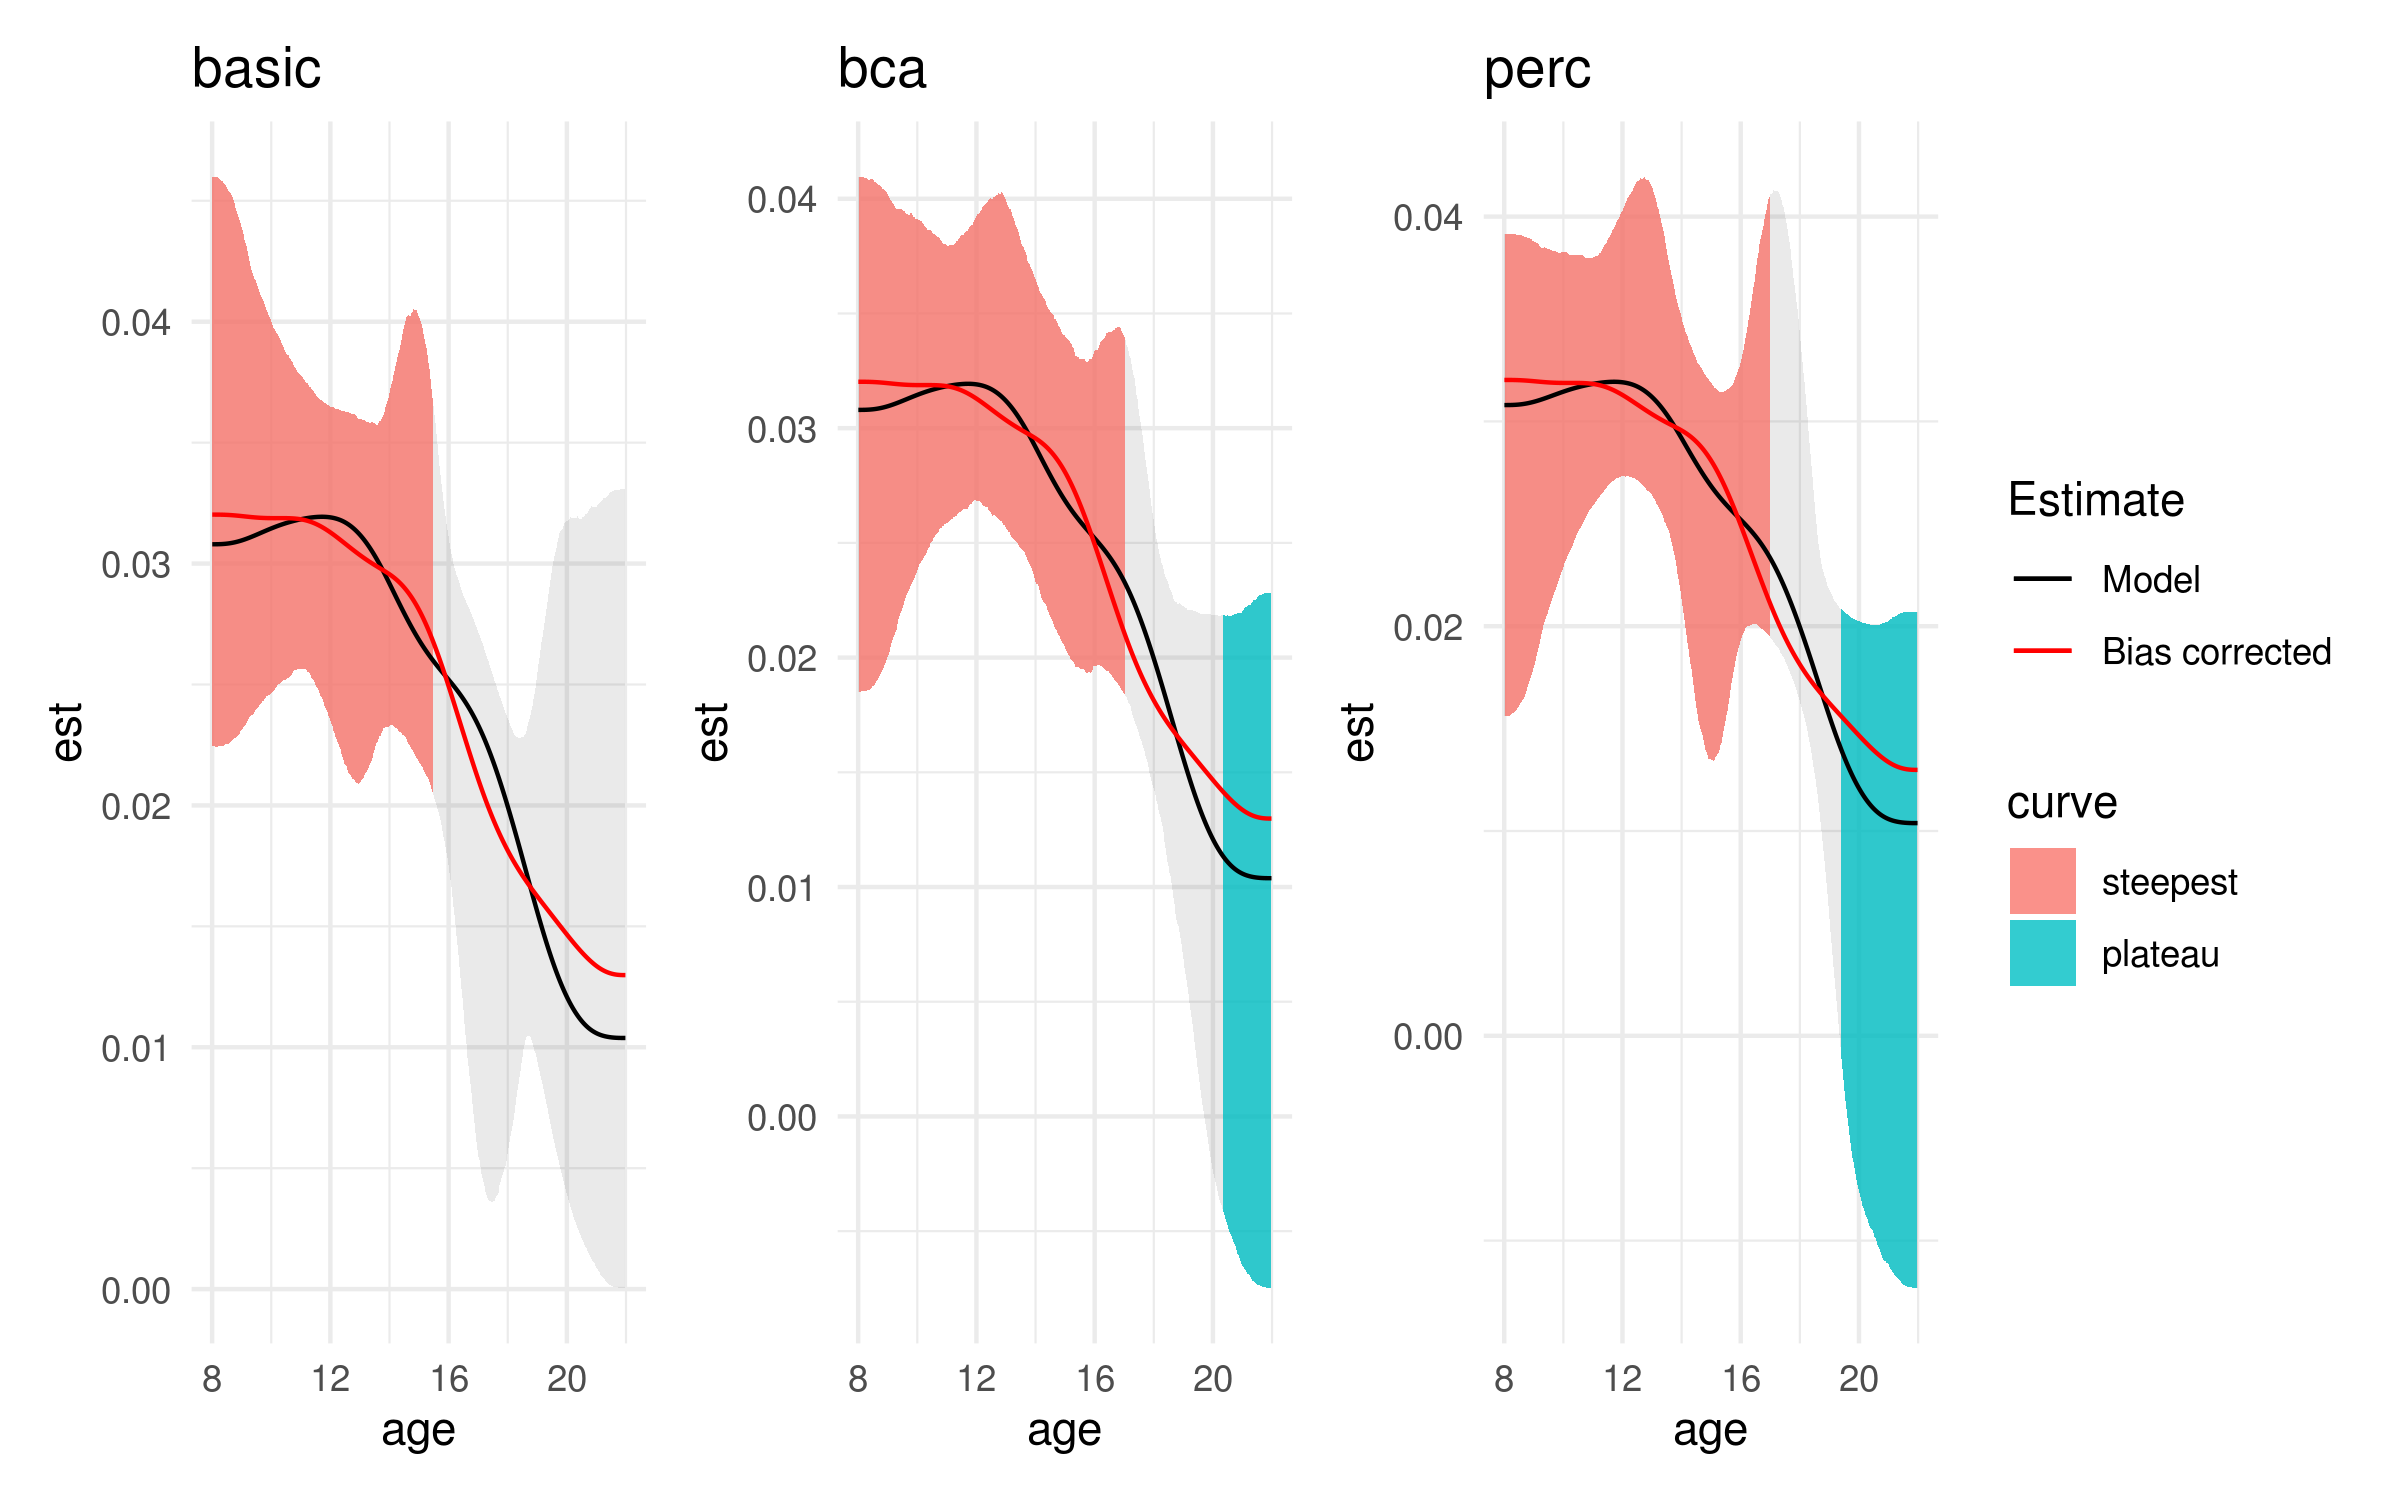 basic
bca
perc
0.04
0.03
0.02
0.01
0.00
est
8 12 16 20
age
0.04
0.03
0.02
0.01
0.00
est
8 12 16 20
age
0.04
0.02
0.00
est
8 12 16 20
age
Estimate
Model
Bias corrected
curve
steepest
plateau